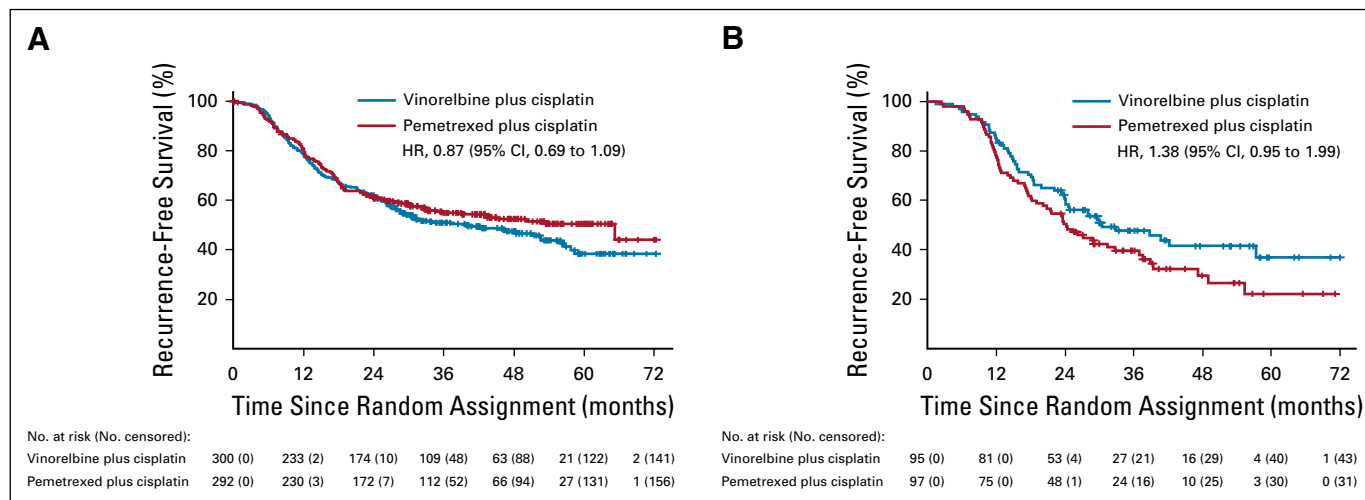 A
Recurrence-Free Survival (%)
100
80
60
40
20
Vinorelbine plus cisplatin
Pemetrexed plus cisplatin
HR, 0.87 (95% CI, 0.69 to 1.09)
0 12 24 36 48 60 72
Time Since Random Assignment (months)
No. at risk (No. censored):
Vinorelbine plus cisplatin 300 (0) 233 (2) 174 (10) 109 (48) 63 (88) 21 (122) 2 (141)
Pemetrexed plus cisplatin 292 (0) 230 (3) 172 (7) 112 (52) 66 (94) 27 (131) 1 (156)
B
Recurrence-Free Survival (%)
100
80
60
40
20
Vinorelbine plus cisplatin
Pemetrexed plus cisplatin
HR, 1.38 (95% CI, 0.95 to 1.99)
0 12 24 36 48 60 72
Time Since Random Assignment (months)
No. at risk (No. censored):
Vinorelbine plus cisplatin 95 (0) 81 (0) 53 (4) 27 (21) 16 (29) 4 (40) 1 (43)
Pemetrexed plus cisplatin 97 (0) 75 (0) 48 (1) 24 (16) 10 (25) 3 (30) 0 (31)